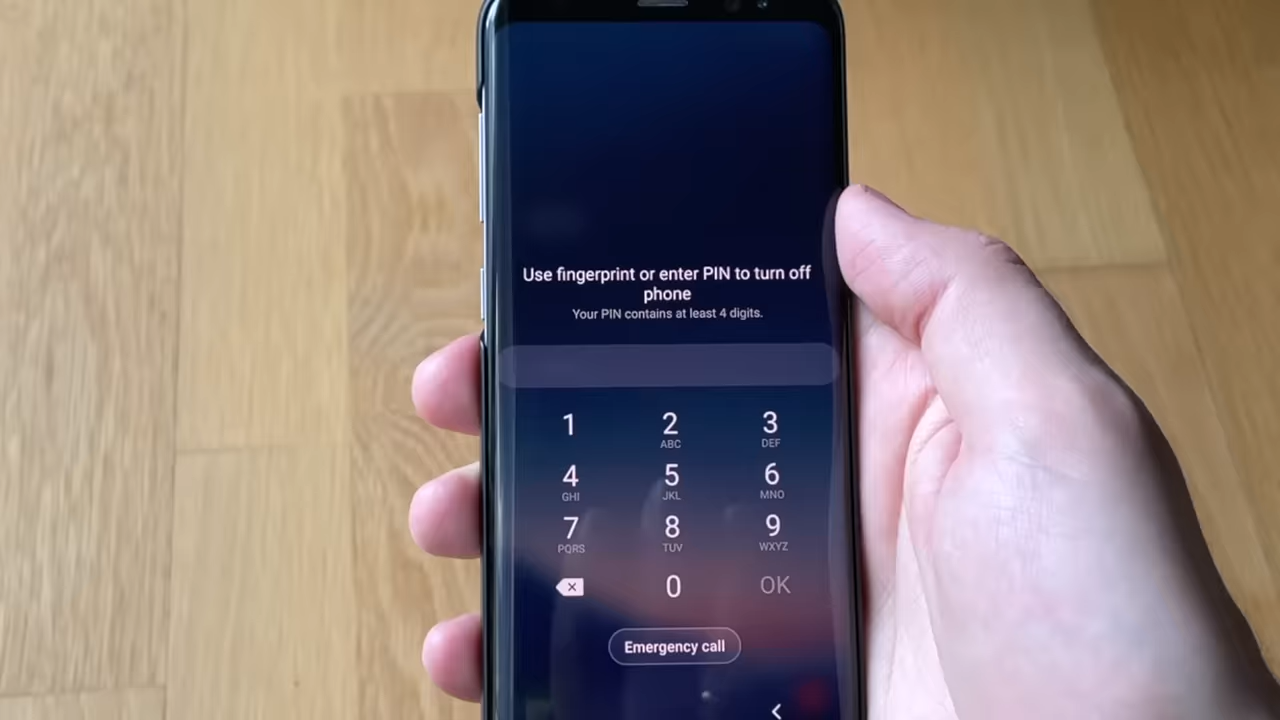 Use fingerprint or enter PIN to turn off
phone
Your PIN contains at least 4 digits.
1 2 3
ABC DEF
4 5 6
GHI JKL MNO
7 8 9
PQRS TUV WXYZ
0 OK
Emergency call